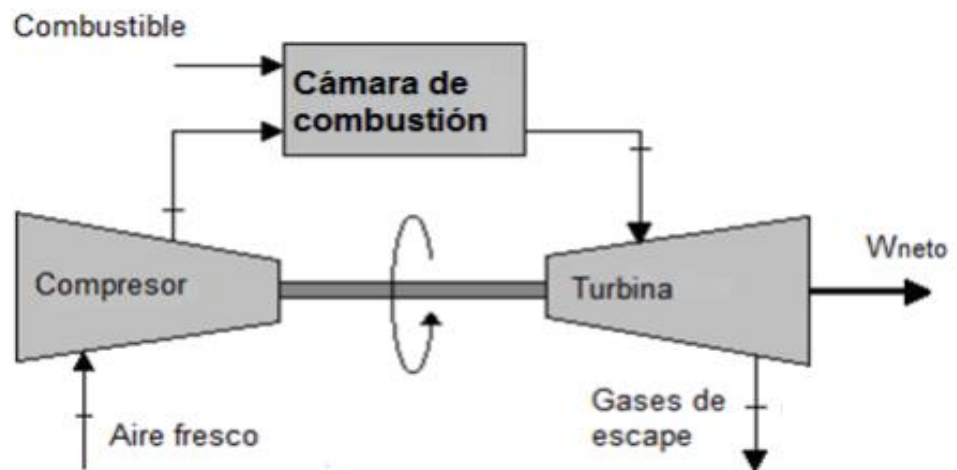 Combustible
Cámara de
combustión
Compresor
Turbina
Wneto
Aire fresco
Gases de
escape